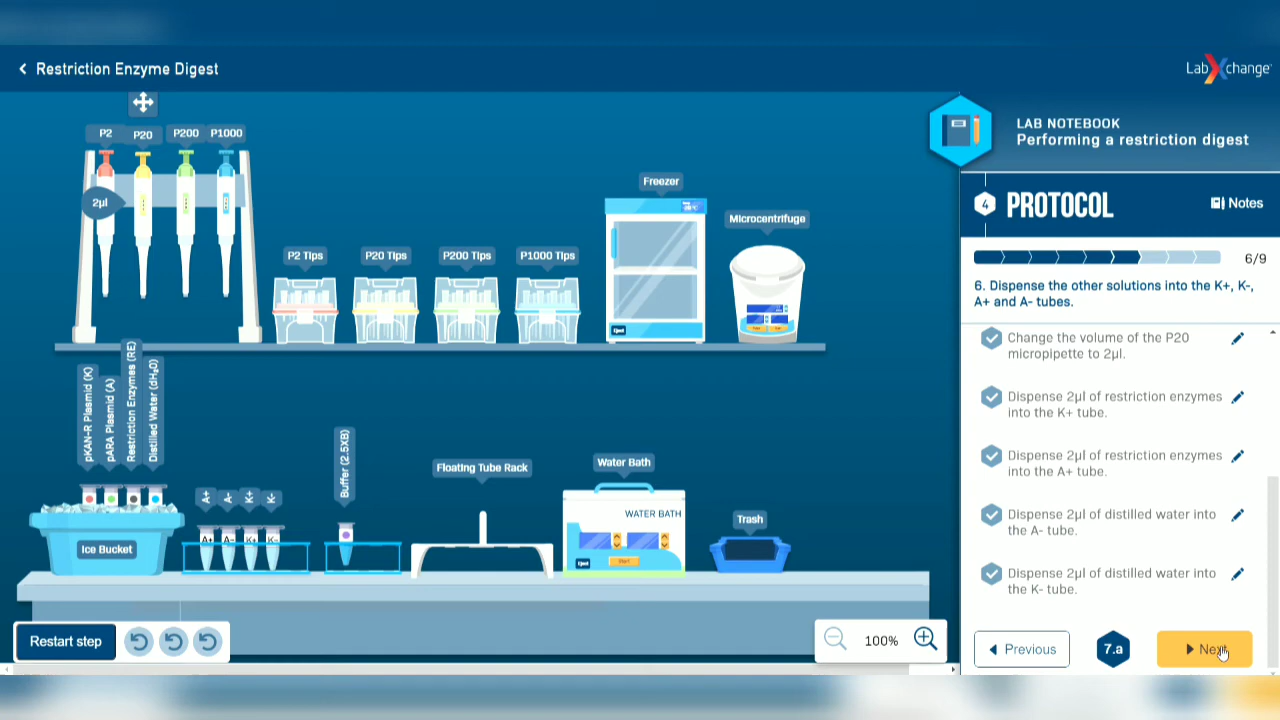 Restriction Enzyme Digest
LabXchange
LAB NOTEBOOK
Performing a restriction digest
4 PROTOCOL
Notes
6/9
6. Dispense the other solutions into the K+, K-,
A+ and A- tubes.
Change the volume of the P20
micropipette to 2µl.
Dispense 2µl of restriction enzymes
into the K+ tube.
Dispense 2µl of restriction enzymes
into the A+ tube.
Dispense 2µl of distilled water into
the A- tube.
Dispense 2µl of distilled water into
the K- tube.
Previous
7.a
Next
P2 P20 P200 P1000
2µl
P2 Tips
P20 Tips
P200 Tips
P1000 Tips
Freezer
Eject
Microcentrifuge
pKAN-R Plasmid (K)
pARA Plasmid (A)
Restriction Enzymes (RE)
Distilled Water (dH₂0)
Ice Bucket
A+ A- K+ K-
A+ A- K+ K-
Buffer (2.5XB)
Floating Tube Rack
Water Bath
WATER BATH
Eject
Start
Trash
Restart step
100%